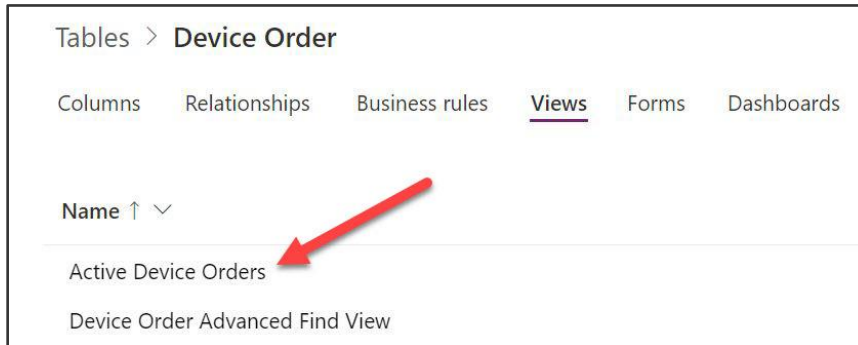 Tables > Device Order
Columns Relationships Business rules Views Forms Dashboards
Name ↑
Active Device Orders
Device Order Advanced Find View